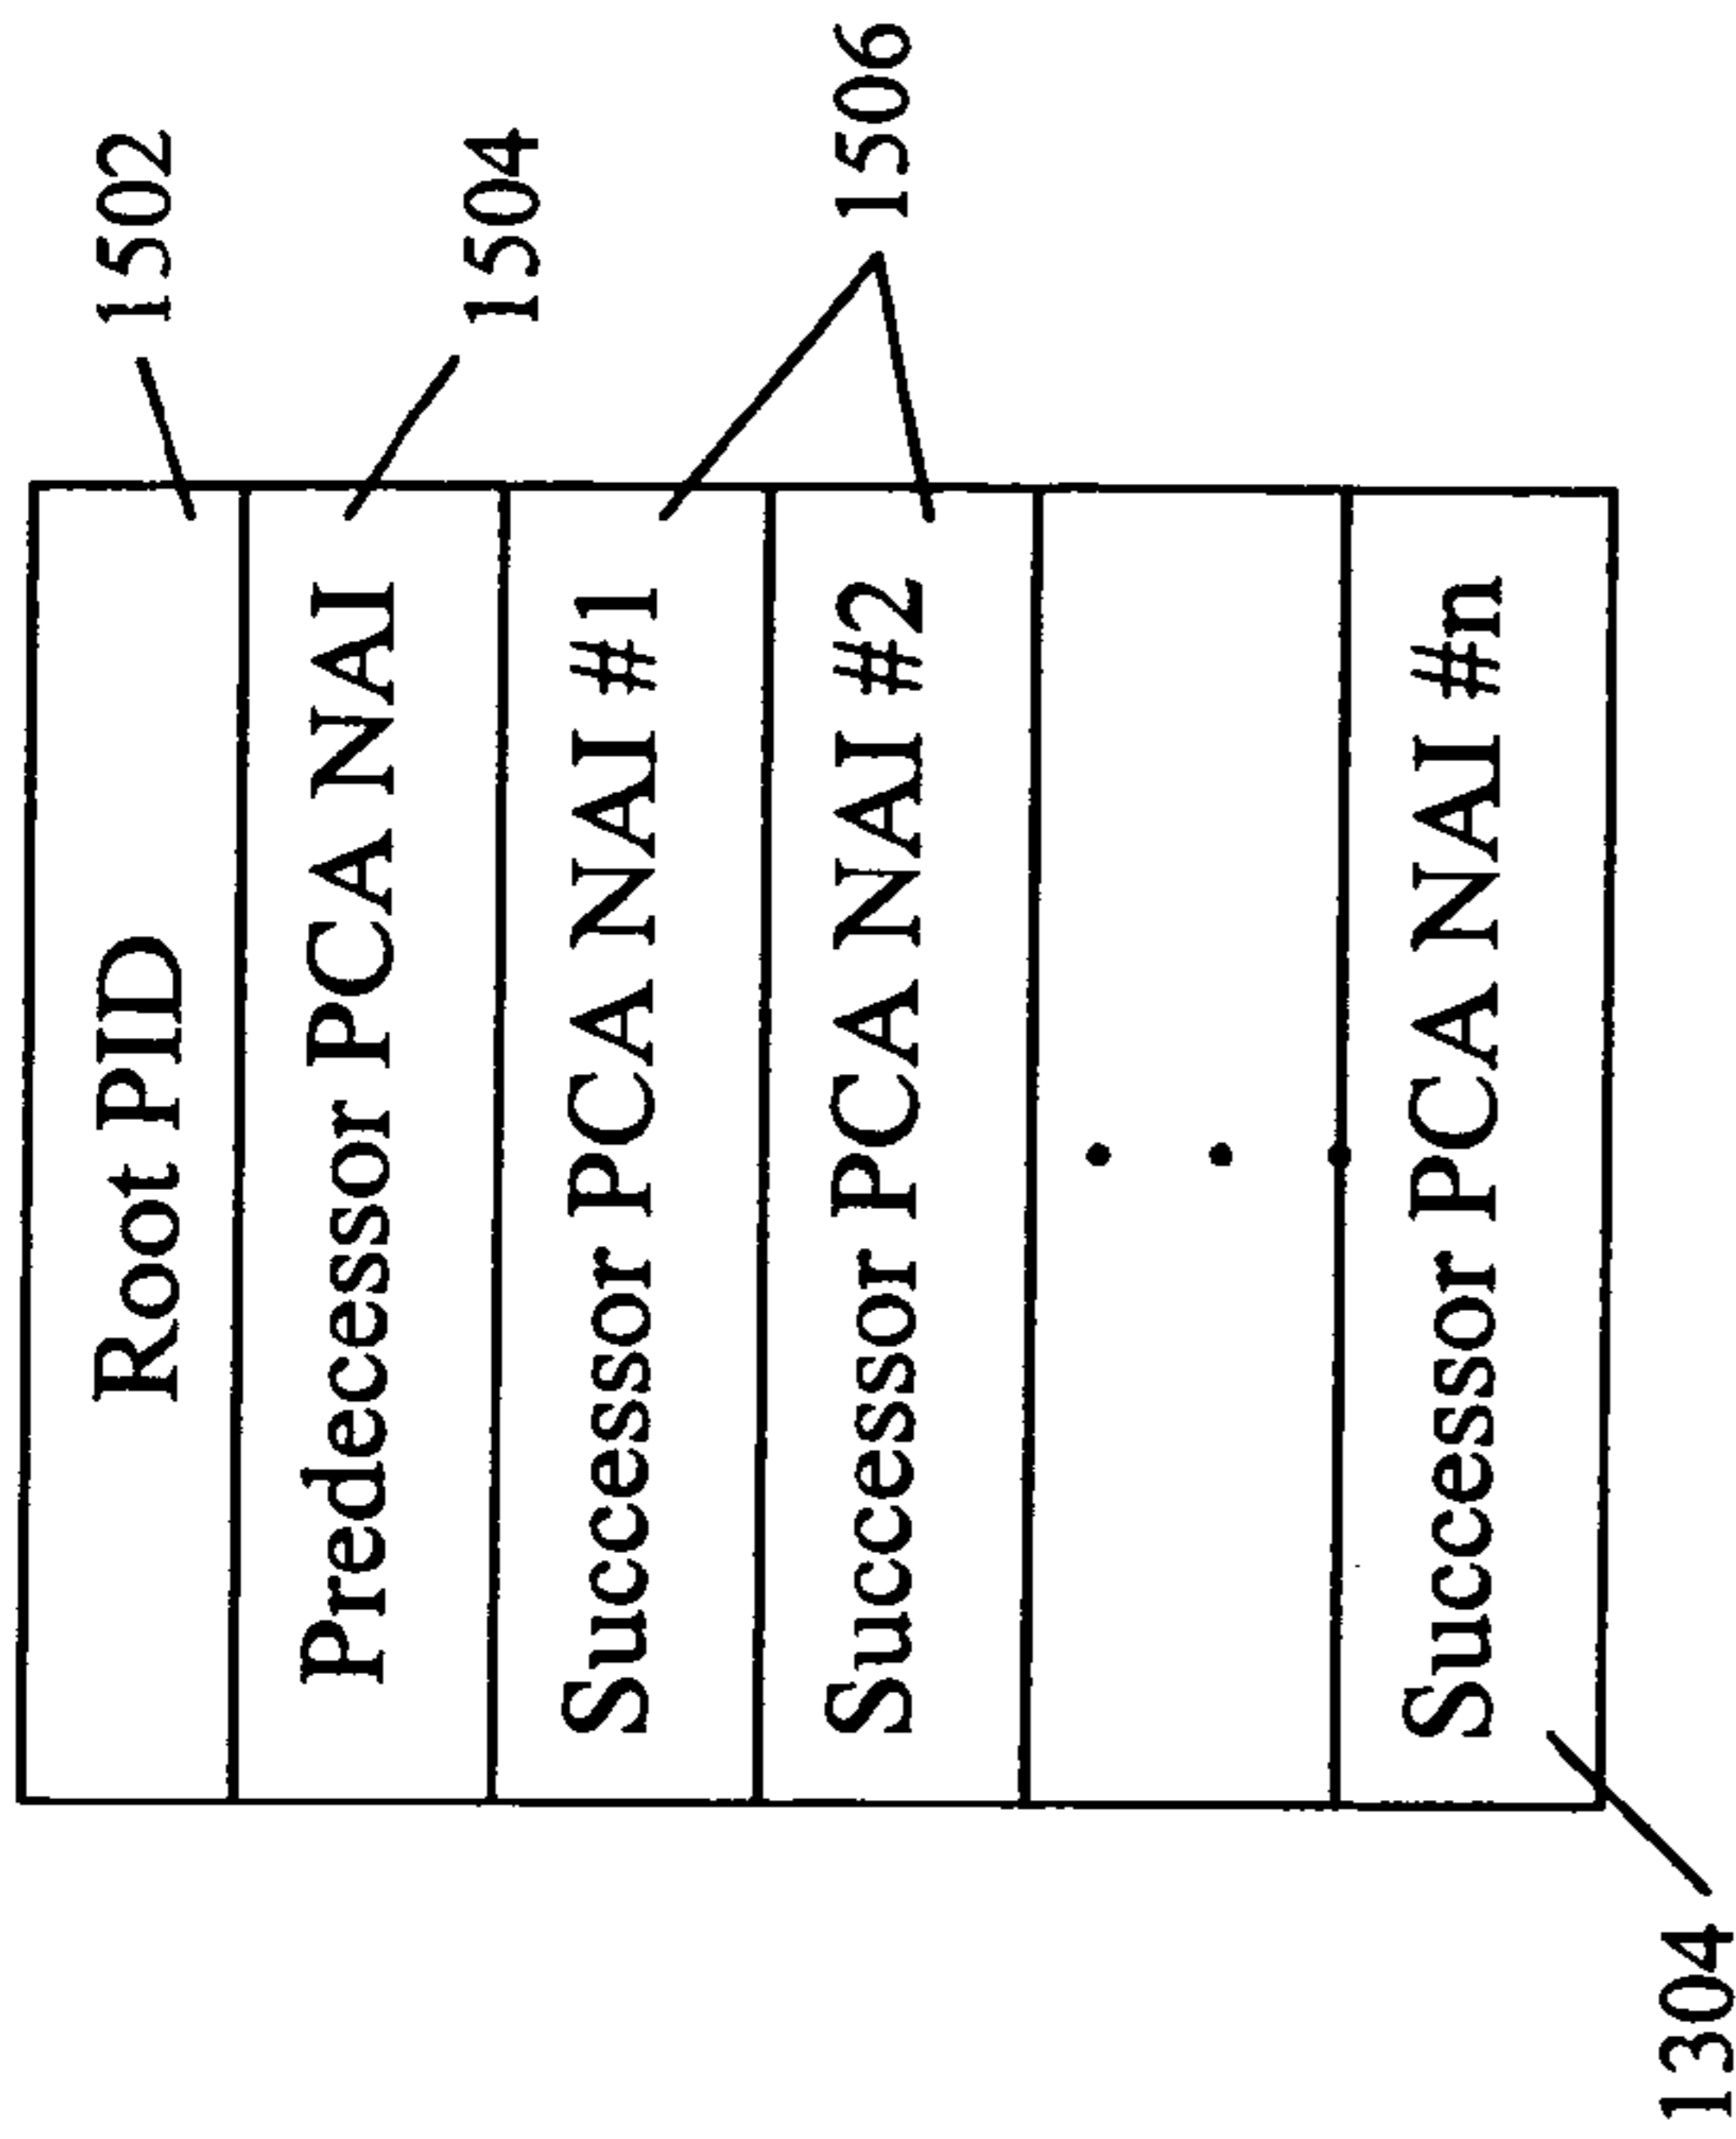 Root PID
1502
Predecessor PCA NAI
1504
Successor PCA NAI #1
Successor PCA NAI #2
1506
Successor PCA NAI #n
1304